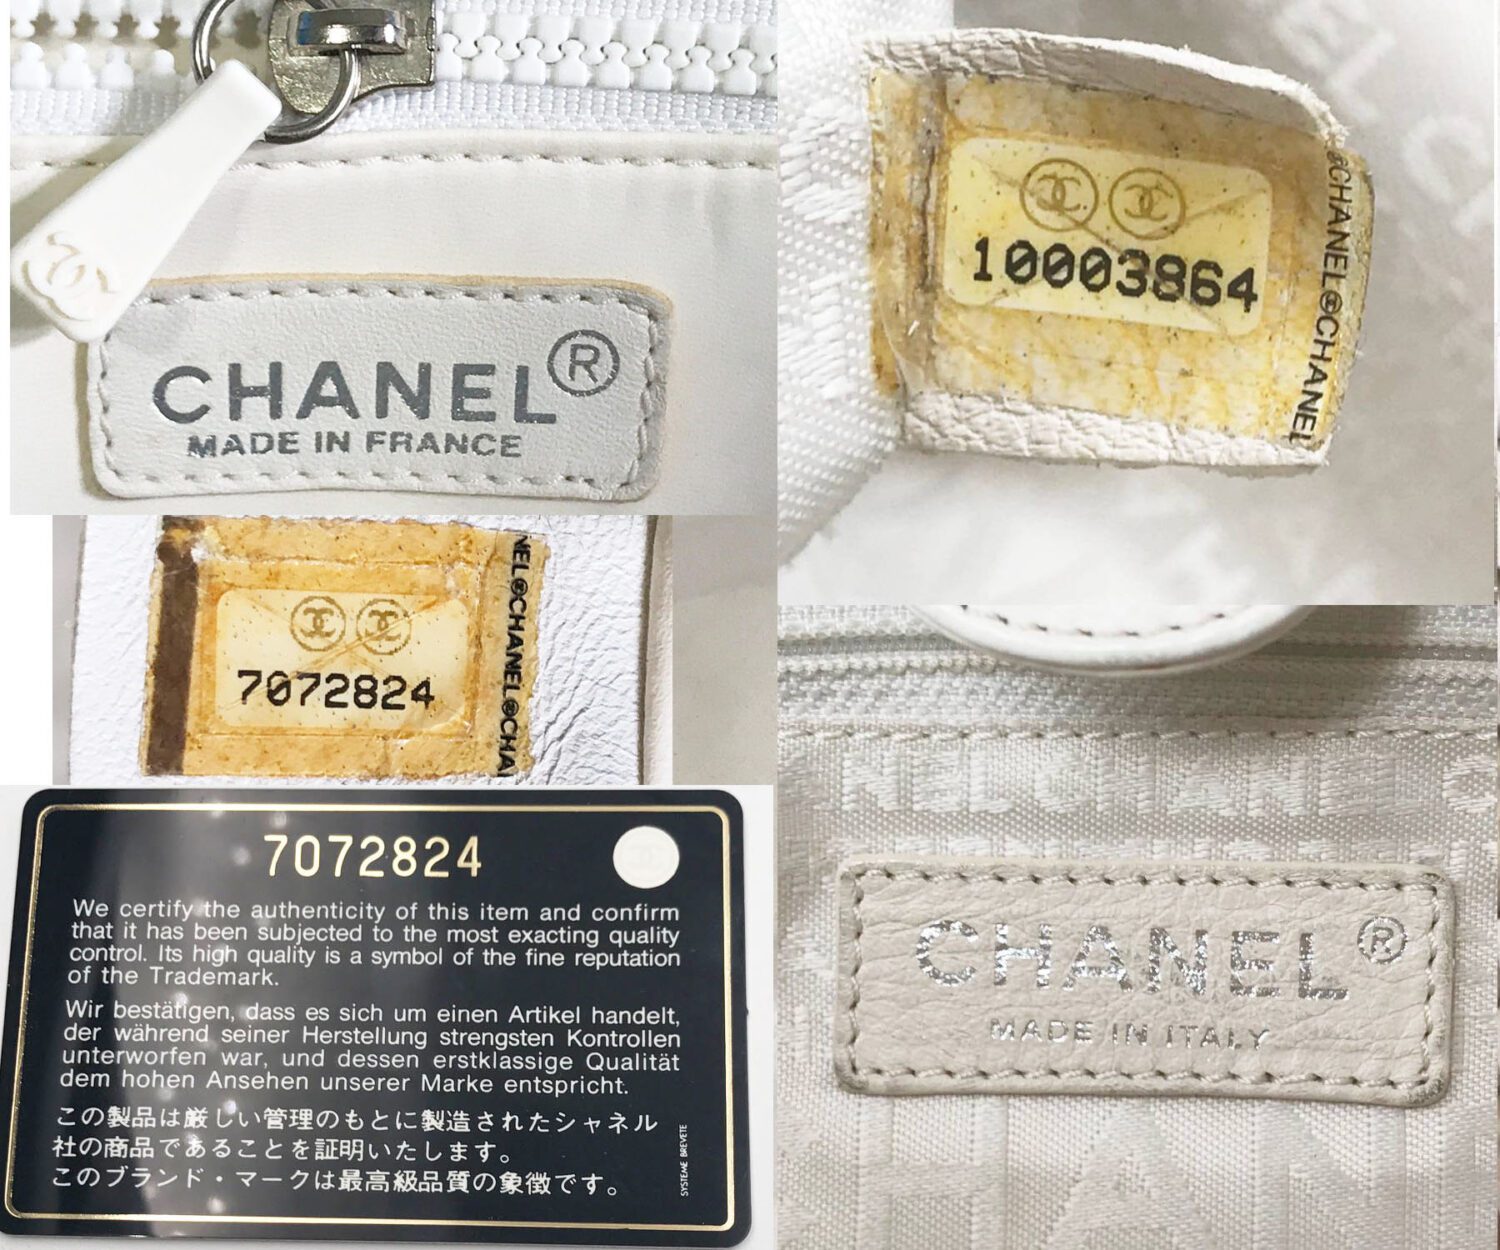 CHANEL®
MADE IN FRANCE
10003864
©CHANEL©CHANEL
7072824
NEL©CHANEL©CHA
7072824
We certify the authenticity of this item and confirm
that it has been subjected to the most exacting quality
control. Its high quality is a symbol of the fine reputation
of the Trademark.
Wir bestätigen, dass es sich um einen Artikel handelt,
der während seiner Herstellung strengsten Kontrollen
unterworfen war, und dessen erstklassige Qualität
dem hohen Ansehen unserer Marke entspricht.
この製品は厳しい管理のもとに製造されたシャネル
社の商品であることを証明いたします。
このブランド・マークは最高級品質の象徴です。
SYSTEME BREVETE
NELCHANEL
CHANEL®
MADE IN ITALY